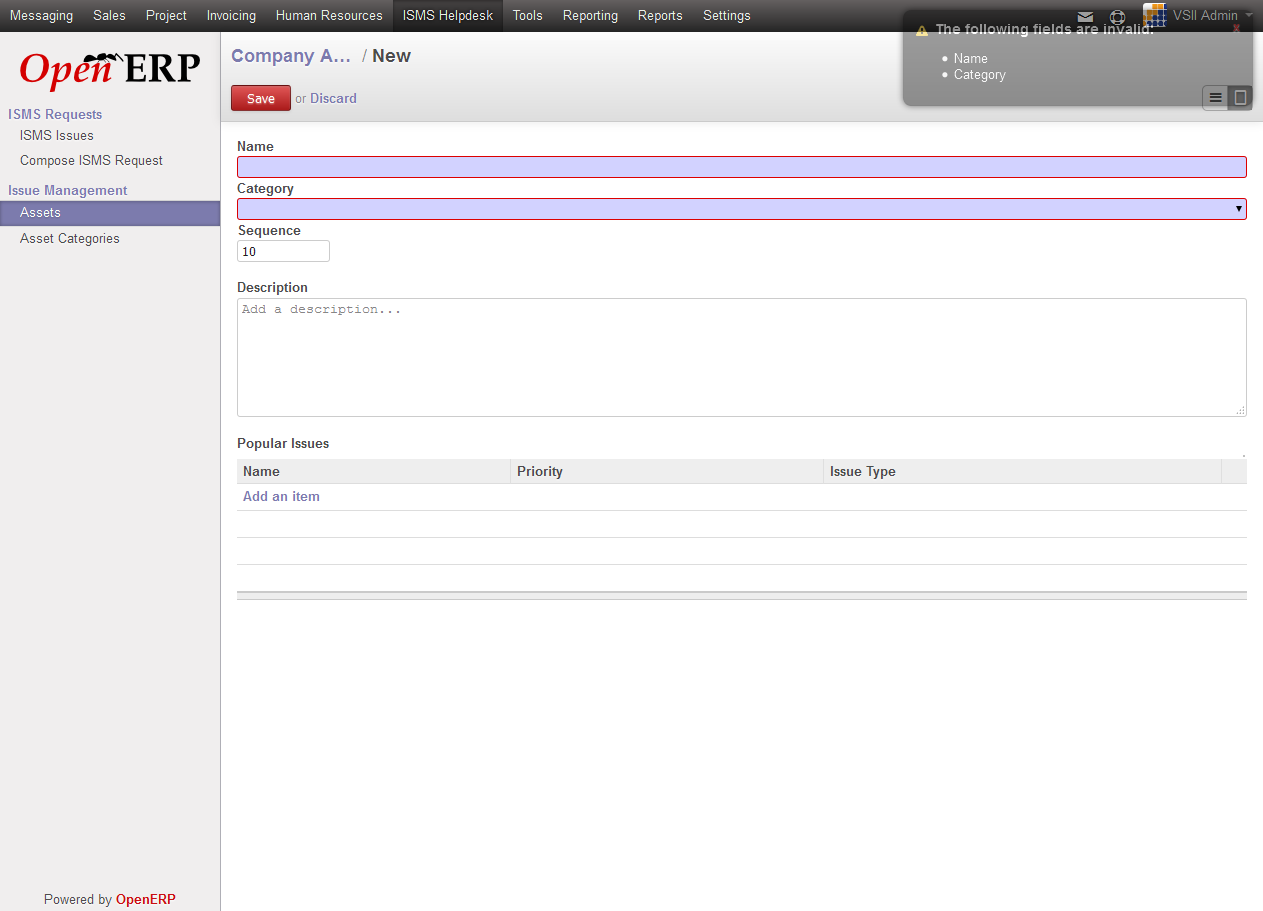 Messaging Sales Project Invoicing Human Resources ISMS Helpdesk Tools Reporting Reports Settings VSII Admin
OpenERP
ISMS Requests
ISMS Issues
Compose ISMS Request
Issue Management
Assets
Asset Categories
Powered by OpenERP
Company A... / New
Save or Discard
The following fields are invalid:
Name
Category
Name
Category
Sequence
10
Description
Add a description...
Popular Issues
Name Priority Issue Type
Add an item